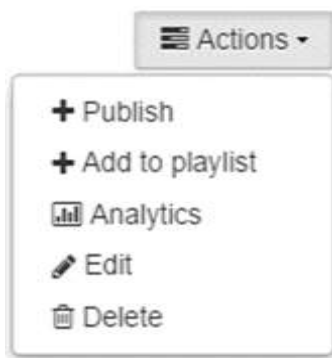 Actions
Publish
Add to playlist
Analytics
Edit
Delete